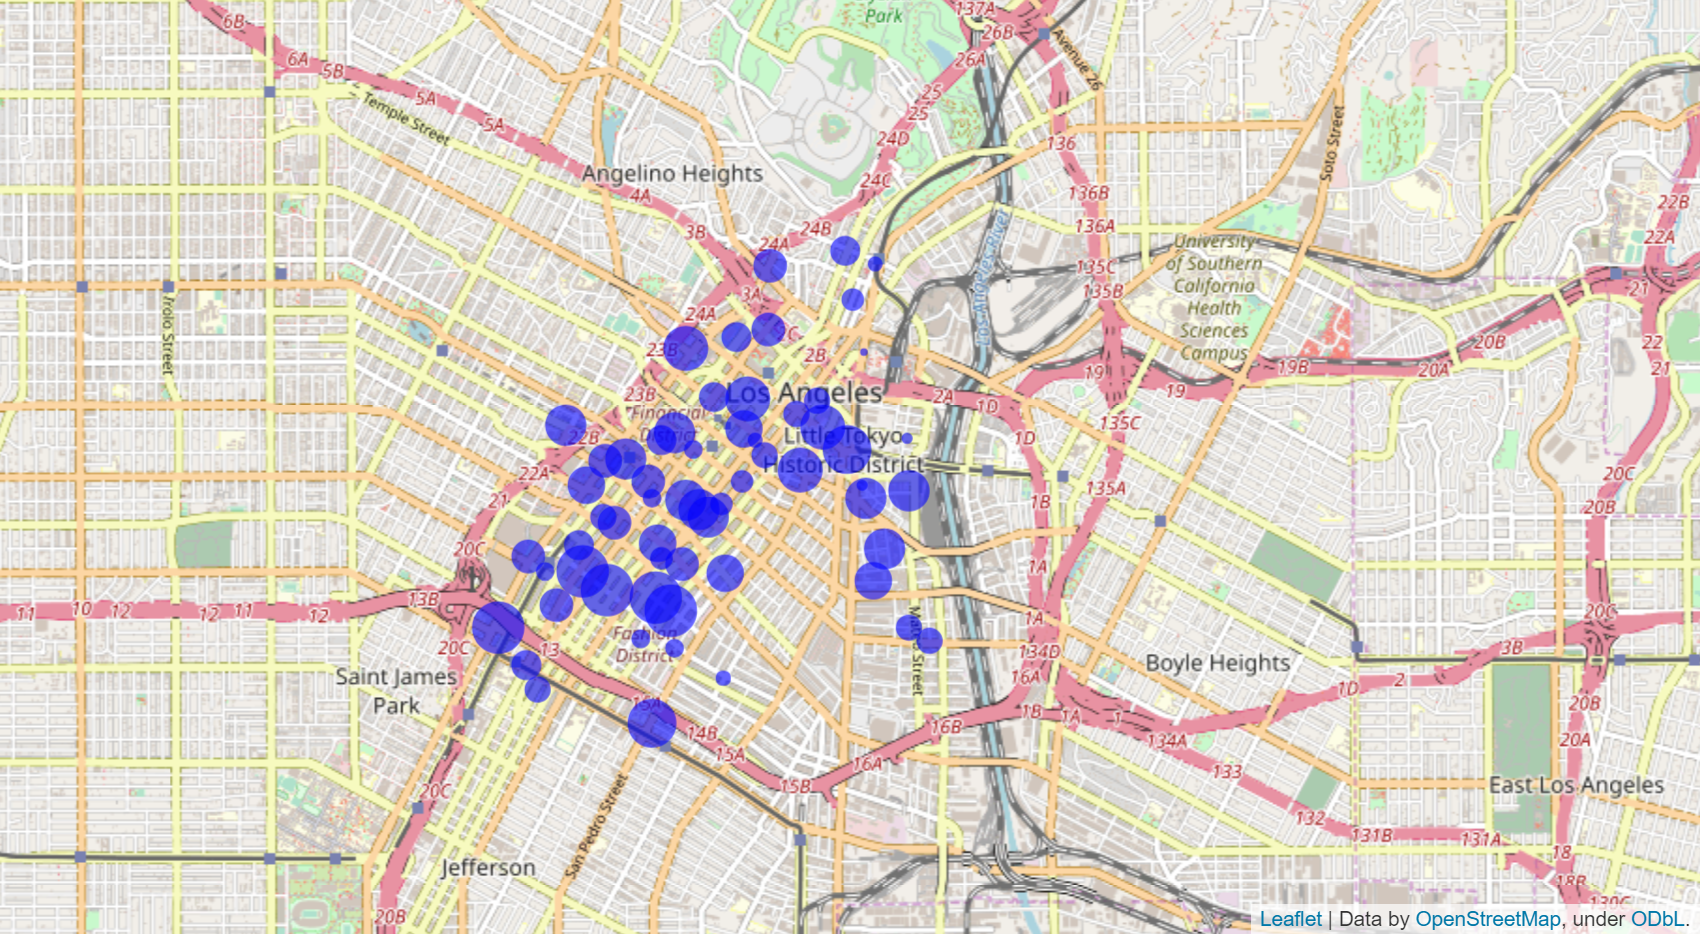 137A
Park
6B
26B
26A
Avenue 26
6A
5B
5A
25
25
Temple Street
5A
24D
136
Soto Street
Angelino Heights
24C
4A
136B
22B
3B
24B
136A
24A
22A
Los Angeles River
University
of Southern
California
Health
Sciences
Campus
135C
3A
135B
21
24A
2B
23B
20B
22
19B
20A
21
19
19
23B
Los Angeles
2A
1D
Financial
District
135C
22B
Little Tokyo
Historic District
1D
22A
20C
135A
21
1B
20B
20C
1A
13B
11
10
12
12
11
12
1A
20C
Main Street
Fashion
District
20C
13
134D
3B
Saint James
Park
16A
Boyle Heights
1D
2
15A
1B
1A
1
20B
14B
16B
134A
20A
15A
16A
133
15B
East Los Angeles
20C
San Pedro Street
132
131B
131A
Jefferson
18
18B
20B
130C
Leaflet | Data by OpenStreetMap, under ODbL.